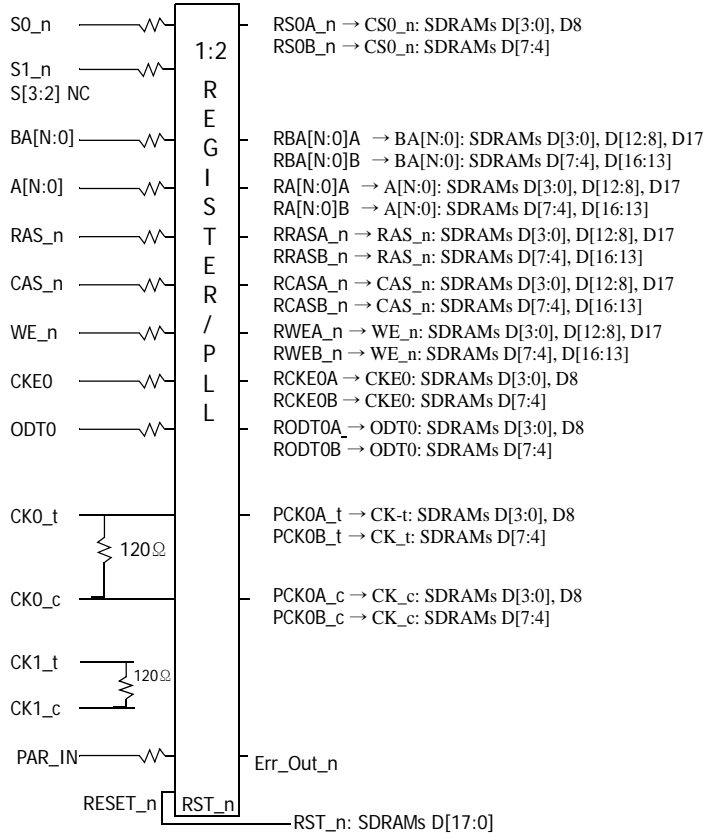 S0_n
RS0A_n → CS0_n: SDRAMs D[3:0], D8
RS0B_n → CS0_n: SDRAMs D[7:4]
1:2
REGISTER/PLL
S1_n
S[3:2] NC
BA[N:0]
RBA[N:0]A → BA[N:0]: SDRAMs D[3:0], D[12:8], D17
RBA[N:0]B → BA[N:0]: SDRAMs D[7:4], D[16:13]
A[N:0]
RA[N:0]A → A[N:0]: SDRAMs D[3:0], D[12:8], D17
RA[N:0]B → A[N:0]: SDRAMs D[7:4], D[16:13]
RAS_n
RRASA_n → RAS_n: SDRAMs D[3:0], D[12:8], D17
RRASB_n → RAS_n: SDRAMs D[7:4], D[16:13]
CAS_n
RCASA_n → CAS_n: SDRAMs D[3:0], D[12:8], D17
RCASB_n → CAS_n: SDRAMs D[7:4], D[16:13]
WE_n
RWEA_n → WE_n: SDRAMs D[3:0], D[12:8], D17
RWEB_n → WE_n: SDRAMs D[7:4], D[16:13]
CKE0
RCKE0A → CKE0: SDRAMs D[3:0], D8
RCKE0B → CKE0: SDRAMs D[7:4]
ODT0
RODT0A_→ ODT0: SDRAMs D[3:0], D8
RODT0B → ODT0: SDRAMs D[7:4]
CK0_t
PCK0A_t → CK-t: SDRAMs D[3:0], D8
PCK0B_t → CK_t: SDRAMs D[7:4]
120Ω
CK0_c
PCK0A_c → CK_c: SDRAMs D[3:0], D8
PCK0B_c → CK_c: SDRAMs D[7:4]
CK1_t
120Ω
CK1_c
PAR_IN
Err_Out_n
RESET_n
RST_n
RST_n: SDRAMs D[17:0]